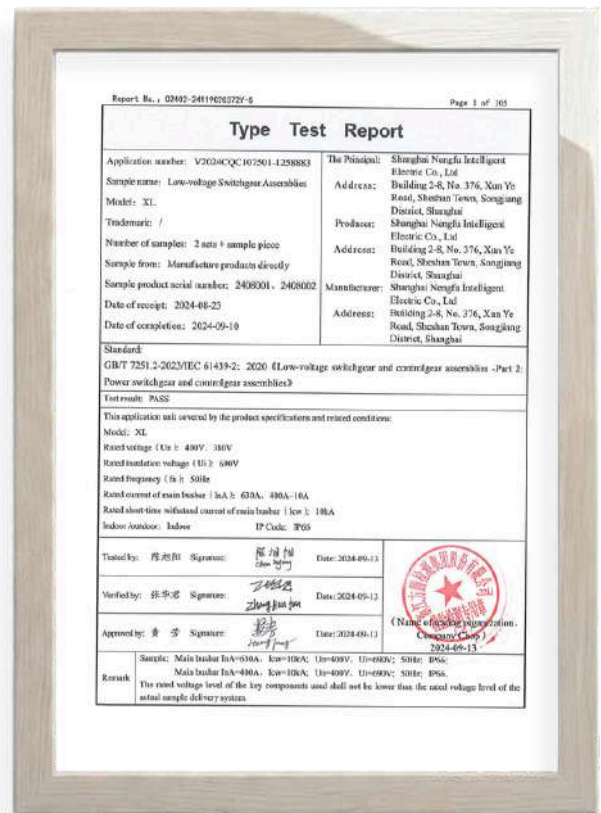 Report No.: 02402-24119026372Y-S
Page 1 of 105
Type Test Report
Application number: V2024CQC107501-1258883
Sample name: Low-voltage Switchgear Assemblies
Model: XL
Trademark: /
Number of samples: 2 sets + sample piece
Sample from: Manufacture products directly
Sample product serial number: 2408001、2408002
Date of receipt: 2024-08-23
Date of completion: 2024-09-10
The Principal: Shanghai Nengfu Intelligent
Electric Co., Ltd
Address: Building 2-8, No. 376, Xun Ye
Road, Sheshan Town, Songjiang
District, Shanghai
Producer: Shanghai Nengfu Intelligent
Electric Co., Ltd
Address: Building 2-8, No. 376, Xun Ye
Road, Sheshan Town, Songjiang
District, Shanghai
Manufacturer: Shanghai Nengfu Intelligent
Electric Co., Ltd
Address: Building 2-8, No. 376, Xun Ye
Road, Sheshan Town, Songjiang
District, Shanghai
Standard:
GB/T 7251.2-2023/IEC 61439-2: 2020《Low-voltage switchgear and controlgear assemblies -Part 2:
Power switchgear and controlgear assemblies》
Test result: PASS
This application unit covered by the product specifications and related conditions:
Model: XL
Rated voltage (Un): 400V、380V
Rated insulation voltage (Ui): 690V
Rated frequency (fn): 50Hz
Rated current of main busbar (InA): 630A、400A~10A
Rated short-time withstand current of main busbar (Icw): 10kA
Indoor /outdoor: Indoor IP Code: IP66
Tested by: 陈旭阳 Signature: Date: 2024-09-13
Verified by: 张华君 Signature: Date: 2024-09-13
Approved by: 黄芳 Signature: Date: 2024-09-13
(Name of testing organization.
Company Chop)
2024-09-13
Remark
Sample: Main busbar InA=630A、Icw=10kA; Un=400V、Ui=690V; 50Hz; IP66;
Main busbar InA=400A、Icw=10kA; Un=400V、Ui=690V; 50Hz; IP66.
The rated voltage level of the key components used shall not be lower than the rated voltage level of the
actual sample delivery system.